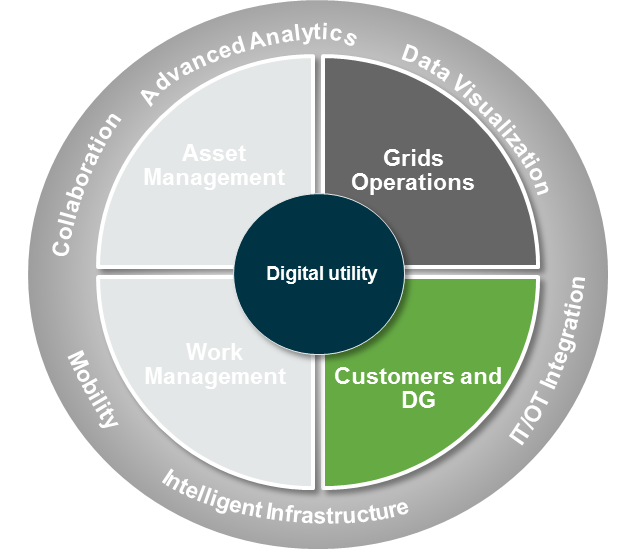 Advanced Analytics
Data Visualization
Collaboration
Asset
Management
Grids
Operations
Digital utility
Work
Management
Customers and
DG
Mobility
IT/OT Integration
Intelligent Infrastructure